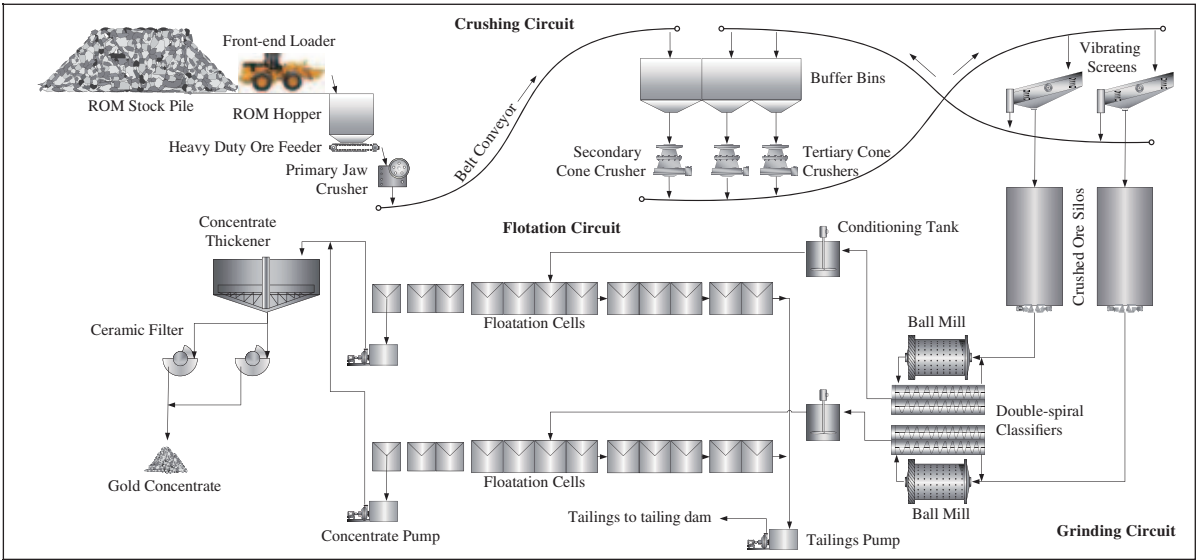 Crushing Circuit
Front-end Loader
ROM Stock Pile
ROM Hopper
Heavy Duty Ore Feeder
Primary Jaw
Crusher
Belt Conveyor
Buffer Bins
Secondary
Cone Crusher
Tertiary Cone
Crushers
Vibrating
Screens
Crushed Ore Silos
Concentrate
Thickener
Flotation Circuit
Conditioning Tank
Floatation Cells
Ceramic Filter
Ball Mill
Double-spiral
Classifiers
Gold Concentrate
Floatation Cells
Ball Mill
Concentrate Pump
Tailings to tailing dam
Tailings Pump
Grinding Circuit